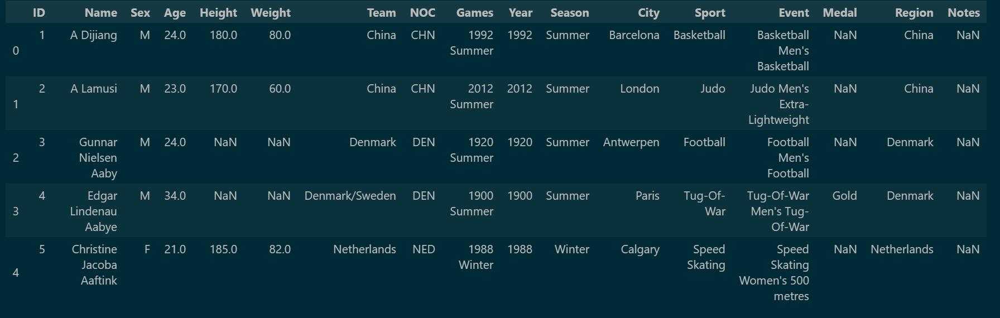 ID Name Sex Age Height Weight Team NOC Games Year Season City Sport Event Medal Region Notes
0 1 A Dijiang M 24.0 180.0 80.0 China CHN 1992 Summer 1992 Summer Barcelona Basketball Basketball Men's Basketball NaN China NaN
1 2 A Lamusi M 23.0 170.0 60.0 China CHN 2012 Summer 2012 Summer London Judo Judo Men's Extra-Lightweight NaN China NaN
2 3 Gunnar Nielsen Aaby M 24.0 NaN NaN Denmark DEN 1920 Summer 1920 Summer Antwerpen Football Football Men's Football NaN Denmark NaN
3 4 Edgar Lindenau Aabye M 34.0 NaN NaN Denmark/Sweden DEN 1900 Summer 1900 Summer Paris Tug-Of-War Tug-Of-War Men's Tug-Of-War Gold Denmark NaN
4 5 Christine Jacoba Aaftink F 21.0 185.0 82.0 Netherlands NED 1988 Winter 1988 Winter Calgary Speed Skating Speed Skating Women's 500 metres NaN Netherlands NaN